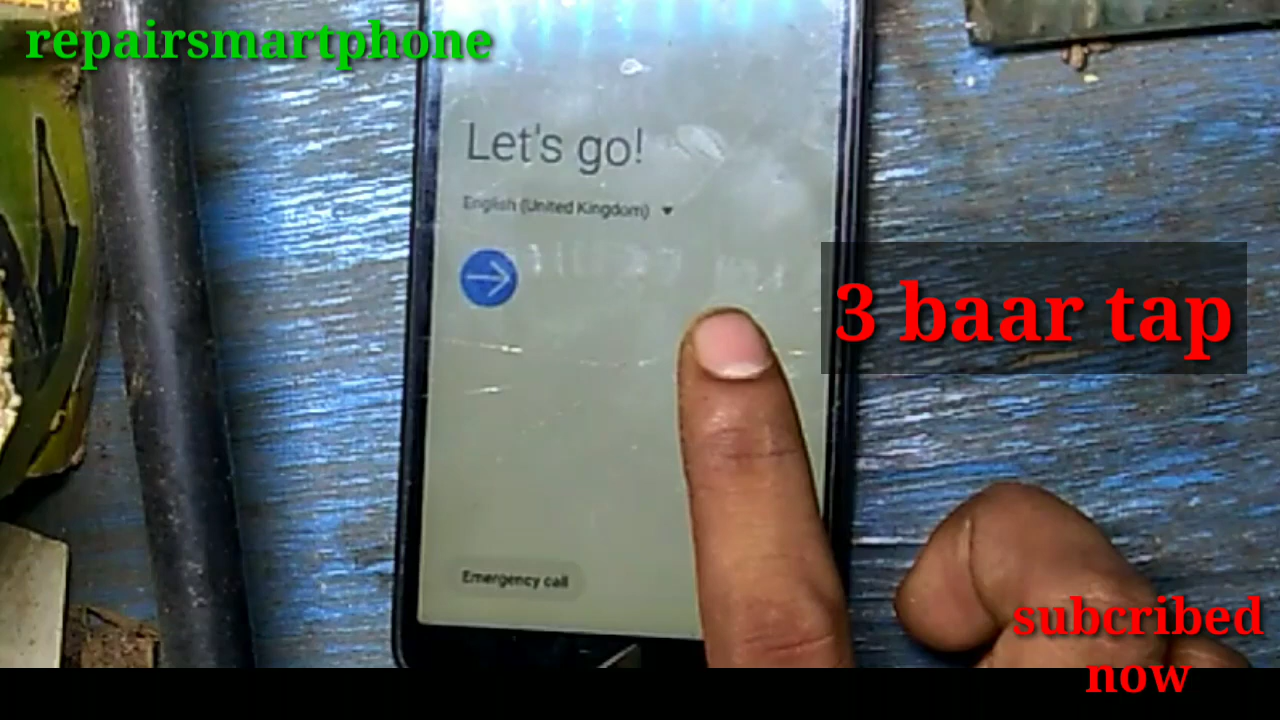 repairsmartphone
Let's go!
English (United Kingdom)
3 baar tap
Emergency call
subcribed
now